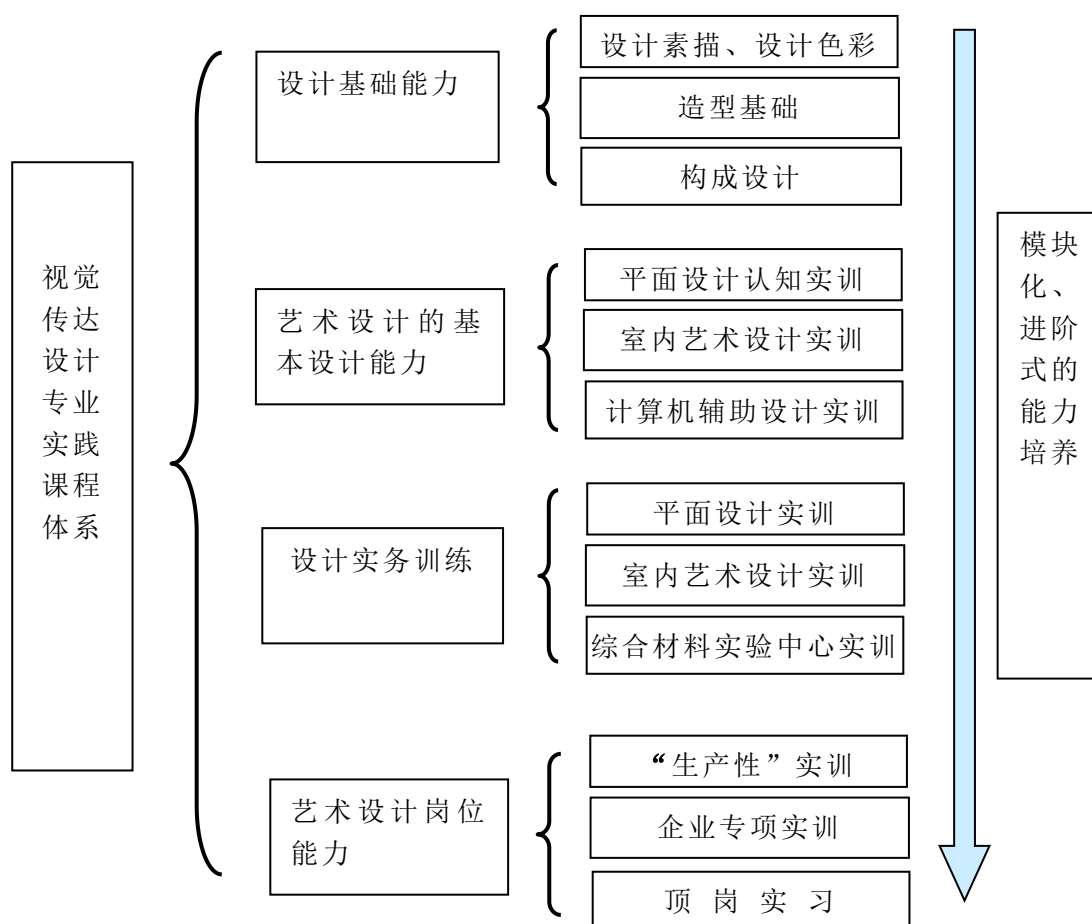 视觉
传达
设计
专业
实践
课程
体系
设计基础能力
设计素描、设计色彩
造型基础
构成设计
艺术设计的基
本设计能力
平面设计认知实训
室内艺术设计实训
计算机辅助设计实训
设计实务训练
平面设计实训
室内艺术设计实训
综合材料实验中心实训
艺术设计岗位
能力
“生产性”实训
企业专项实训
顶 岗 实 习
模块
化、
进阶
式的
能力
培养